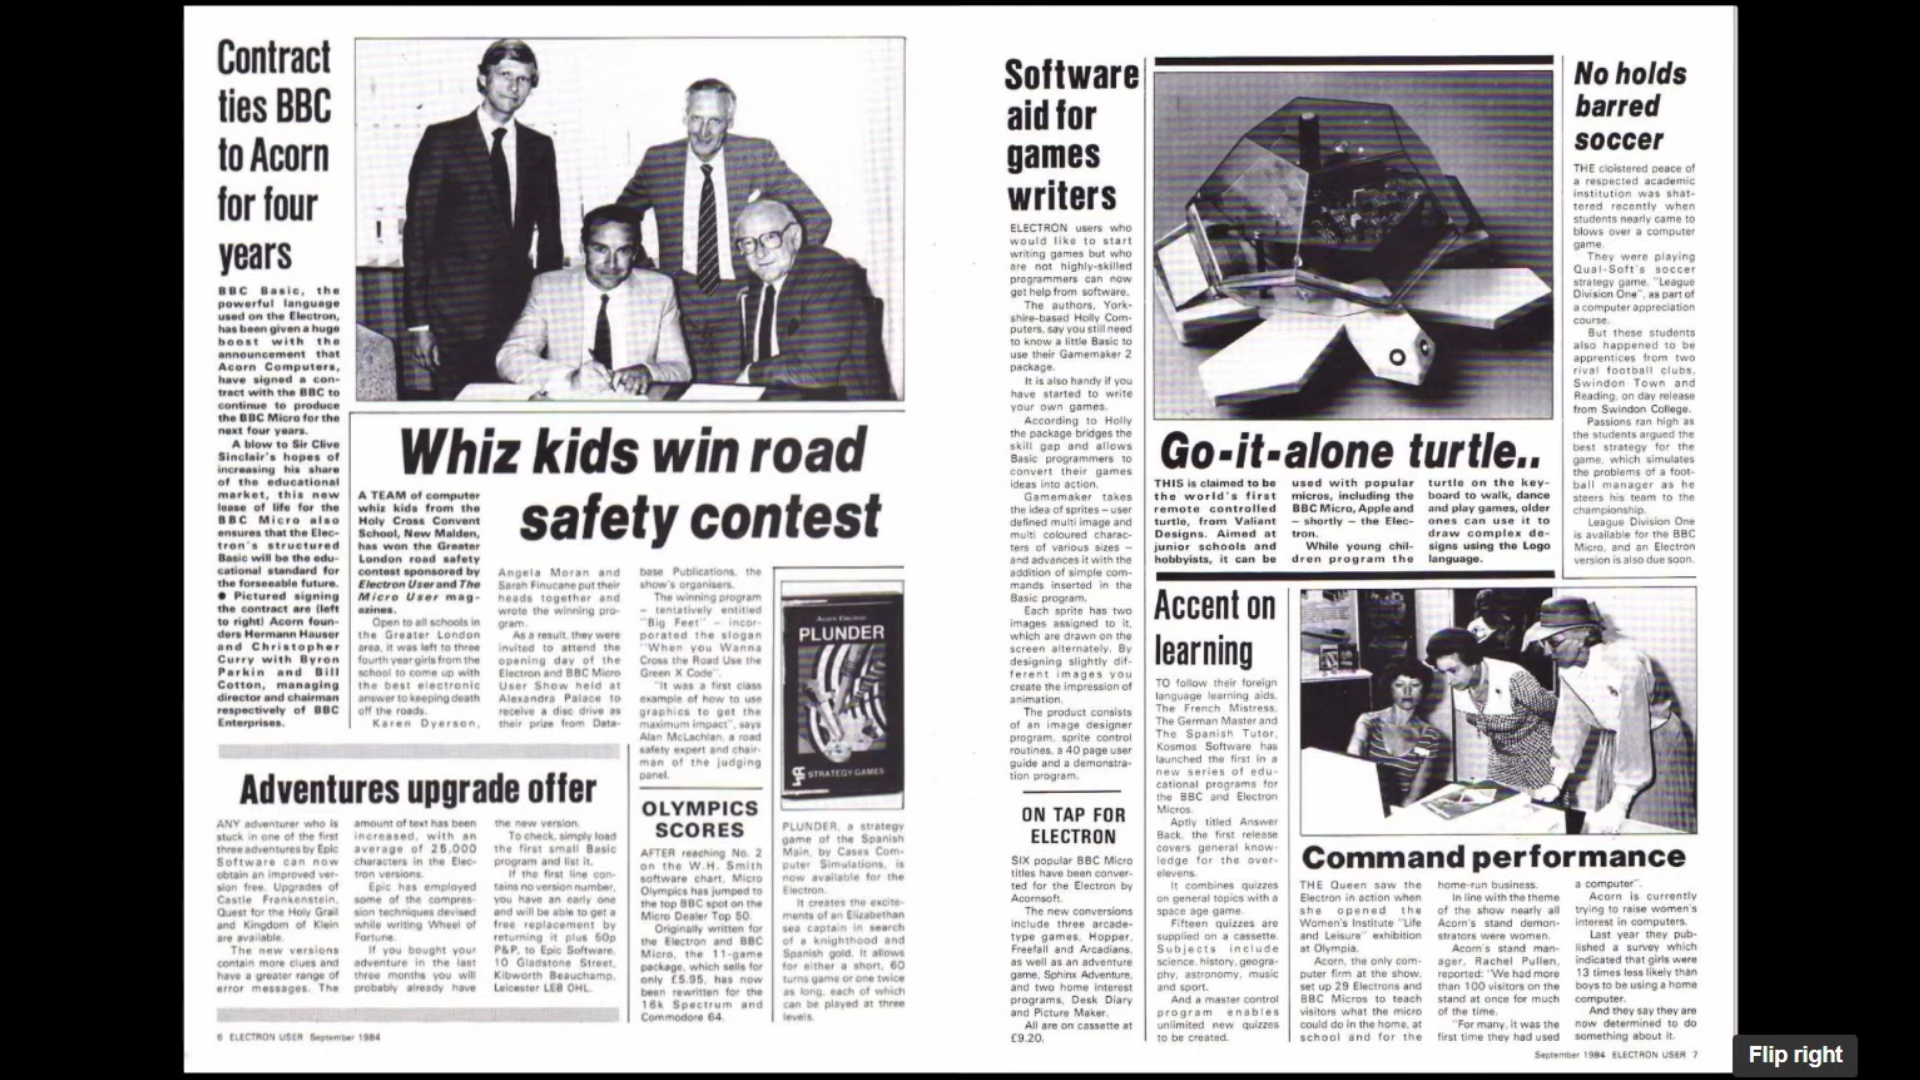 Contract
ties BBC
to Acorn
for four
years
BBC Basic, the
powerful language
used on the Electron,
has been given a huge
boost with the
announcement that
Acorn Computers,
have signed a con-
tract with the BBC to
continue to produce
the BBC Micro for the
next four years.
A blow to Sir Clive
Sinclair's hopes of
increasing his share
of the educational
market, this new
lease of life for the
BBC Micro also
ensures that the Elec-
tron's structured
Basic will be the edu-
cational standard for
the forseeable future.
● Pictured signing
the contract are (left
to right) Acorn foun-
ders Hermann Hauser
and Christopher
Curry with Byron
Parkin and Bill
Cotton, managing
director and chairman
respectively of BBC
Enterprises.
Whiz kids win road
safety contest
A TEAM of computer
whiz kids from the
Holy Cross Convent
School, New Malden,
has won the Greater
London road safety
contest sponsored by
Electron User and The
Micro User mag-
azines.
Open to all schools in
the Greater London
area, it was left to three
fourth year girls from the
school to come up with
the best electronic
answer to keeping death
off the roads.
Karen Dyerson,
Angela Moran and
Sarah Finucane put their
heads together and
wrote the winning pro-
gram.
As a result, they were
invited to attend the
opening day of the
Electron and BBC Micro
User Show held at
Alexandra Palace to
receive a disc drive as
their prize from Data-
base Publications, the
show's organisers.
The winning program
– tentatively entitled
"Big Feet" – incor-
porated the slogan
"When you Wanna
Cross the Road Use the
Green X Code".
"It was a first class
example of how to use
graphics to get the
maximum impact", says
Alan McLachlan, a road
safety expert and chair-
man of the judging
panel.
Adventures upgrade offer
ANY adventurer who is
stuck in one of the first
three adventures by Epic
Software can now
obtain an improved ver-
sion free. Upgrades of
Castle Frankenstein,
Quest for the Holy Grail
and Kingdom of Klein
are available.
The new versions
contain more clues and
have a greater range of
error messages. The
amount of text has been
increased, with an
average of 25,000
characters in the Elec-
tron versions.
Epic has employed
some of the compres-
sion techniques devised
while writing Wheel of
Fortune.
If you bought your
adventure in the last
three months you will
probably already have
the new version.
To check, simply load
the first small Basic
program and list it.
If the first line con-
tains no version number,
you have an early one
and will be able to get a
free replacement by
returning it plus 50p
P&P, to Epic Software,
10 Gladstone Street,
Kibworth Beauchamp,
Leicester LE8 0HL.
OLYMPICS
SCORES
AFTER reaching No. 2
on the W.H. Smith
software chart, Micro
Olympics has jumped to
the top BBC spot on the
Micro Dealer Top 50.
Originally written for
the Electron and BBC
Micro, the 11-game
package, which sells for
only £5.95, has now
been rewritten for the
16k Spectrum and
Commodore 64.
Acorn Electron
PLUNDER
STRATEGY GAMES
PLUNDER, a strategy
game of the Spanish
Main, by Cases Com-
puter Simulations, is
now available for the
Electron.
It creates the excite-
ments of an Elizabethan
sea captain in search
of a knighthood and
Spanish gold. It allows
for either a short, 60
turns game or one twice
as long, each of which
can be played at three
levels.
6 ELECTRON USER September 1984
Software
aid for
games
writers
ELECTRON users who
would like to start
writing games but who
are not highly-skilled
programmers can now
get help from software.
The authors, York-
shire-based Holly Com-
puters, say you still need
to know a little Basic to
use their Gamemaker 2
package.
It is also handy if you
have started to write
your own games.
According to Holly
the package bridges the
skill gap and allows
Basic programmers to
convert their games
ideas into action.
Gamemaker takes
the idea of sprites – user
defined multi image and
multi coloured charac-
ters of various sizes –
and advances it with the
addition of simple com-
mands inserted in the
Basic program.
Each sprite has two
images assigned to it,
which are drawn on the
screen alternately. By
designing slightly dif-
ferent images you
create the impression of
animation.
The product consists
of an image designer
program, sprite control
routines, a 40 page user
guide and a demonstra-
tion program.
ON TAP FOR
ELECTRON
SIX popular BBC Micro
titles have been conver-
ted for the Electron by
Acornsoft.
The new conversions
include three arcade-
type games, Hopper,
Freefall and Arcadians,
as well as an adventure
game, Sphinx Adventure,
and two home interest
programs, Desk Diary
and Picture Maker.
All are on cassette at
£9.20.
Go-it-alone turtle..
THIS is claimed to be
the world's first
remote controlled
turtle, from Valiant
Designs. Aimed at
junior schools and
hobbyists, it can be
used with popular
micros, including the
BBC Micro, Apple and
– shortly – the Elec-
tron.
While young chil-
dren program the
turtle on the key-
board to walk, dance
and play games, older
ones can use it to
draw complex de-
signs using the Logo
language.
No holds
barred
soccer
THE cloistered peace of
a respected academic
institution was shat-
tered recently when
students nearly came to
blows over a computer
game.
They were playing
Qual-Soft's soccer
strategy game, "League
Division One", as part of
a computer appreciation
course.
But these students
also happened to be
apprentices from two
rival football clubs,
Swindon Town and
Reading, on day release
from Swindon College.
Passions ran high as
the students argued the
best strategy for the
game, which simulates
the problems of a foot-
ball manager as he
steers his team to the
championship.
League Division One
is available for the BBC
Micro, and an Electron
version is also due soon.
Accent on
learning
TO follow their foreign
language learning aids,
The French Mistress,
The German Master and
The Spanish Tutor,
Kosmos Software has
launched the first in a
new series of edu-
cational programs for
the BBC and Electron
Micros.
Aptly titled Answer
Back, the first release
covers general know-
ledge for the over-
elevens.
It combines quizzes
on general topics with a
space age game.
Fifteen quizzes are
supplied on a cassette.
Subjects include
science, history, geogra-
phy, astronomy, music
and sport.
And a master control
program enables
unlimited new quizzes
to be created.
Command performance
THE Queen saw the
Electron in action when
she opened the
Women's Institute "Life
and Leisure" exhibition
at Olympia.
Acorn, the only com-
puter firm at the show,
set up 29 Electrons and
BBC Micros to teach
visitors what the micro
could do in the home, at
school and for the
home-run business.
In line with the theme
of the show nearly all
Acorn's stand demon-
strators were women.
Acorn's stand man-
ager, Rachel Pullen,
reported: "We had more
than 100 visitors on the
stand at once for much
of the time.
"For many, it was the
first time they had used
a computer".
Acorn is currently
trying to raise women's
interest in computers.
Last year they pub-
lished a survey which
indicated that girls were
13 times less likely than
boys to be using a home
computer.
And they say they are
now determined to do
something about it.
September 1984 ELECTRON USER 7
Flip right